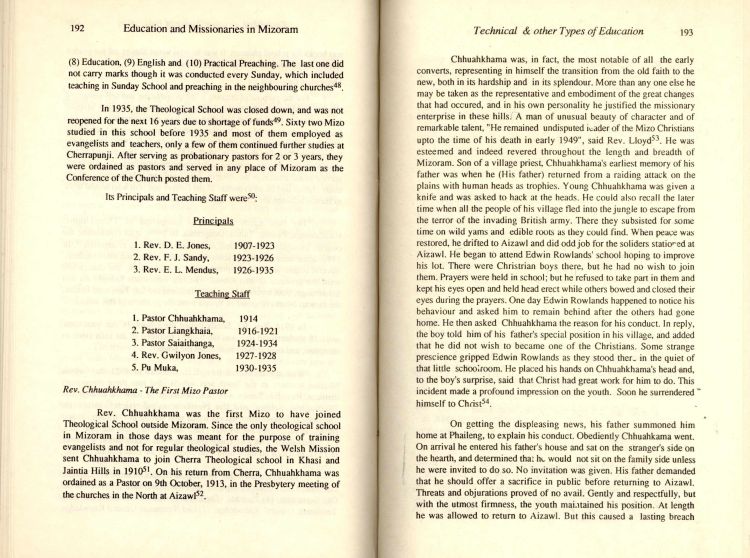 192 Education and Missionaries in Mizoram
(8) Education, (9) English and (10) Practical Preaching. The last one did
not carry marks though it was conducted every Sunday, which included
teaching in Sunday School and preaching in the neighbouring churches48.
In 1935, the Theological School was closed down, and was not
reopened for the next 16 years due to shortage of funds49. Sixty two Mizo
studied in this school before 1935 and most of them employed as
evangelists and teachers, only a few of them continued further studies at
Cherrapunji. After serving as probationary pastors for 2 or 3 years, they
were ordained as pastors and served in any place of Mizoram as the
Conference of the Church posted them.
Its Principals and Teaching Staff were50:
Principals
1. Rev. D. E. Jones, 1907-1923
2. Rev. F. J. Sandy, 1923-1926
3. Rev. E. L. Mendus, 1926-1935
Teaching Staff
1. Pastor Chhuahkhama, 1914
2. Pastor Liangkhaia, 1916-1921
3. Pastor Saiaithanga, 1924-1934
4. Rev. Gwilyon Jones, 1927-1928
5. Pu Muka, 1930-1935
Rev. Chhuahkhama - The First Mizo Pastor
Rev. Chhuahkhama was the first Mizo to have joined
Theological School outside Mizoram. Since the only theological school
in Mizoram in those days was meant for the purpose of training
evangelists and not for regular theological studies, the Welsh Mission
sent Chhuahkhama to join Cherra Theological school in Khasi and
Jaintia Hills in 191051. On his return from Cherra, Chhuahkhama was
ordained as a Pastor on 9th October, 1913, in the Presbytery meeting of
the churches in the North at Aizawl52.
Technical & other Types of Education 193
Chhuahkhama was, in fact, the most notable of all the early
converts, representing in himself the transition from the old faith to the
new, both in its hardship and in its splendour. More than any one else he
may be taken as the representative and embodiment of the great changes
that had occured, and in his own personality he justified the missionary
enterprise in these hills. A man of unusual beauty of character and of
remarkable talent, "He remained undisputed leader of the Mizo Christians
upto the time of his death in early 1949", said Rev. Lloyd53. He was
esteemed and indeed revered throughout the length and breadth of
Mizoram. Son of a village priest, Chhuahkhama's earliest memory of his
father was when he (His father) returned from a raiding attack on the
plains with human heads as trophies. Young Chhuahkhama was given a
knife and was asked to hack at the heads. He could also recall the later
time when all the people of his village fled into the jungle to escape from
the terror of the invading British army. There they subsisted for some
time on wild yams and edible roots as they could find. When peace was
restored, he drifted to Aizawl and did odd job for the soliders stationed at
Aizawl. He began to attend Edwin Rowlands' school hoping to improve
his lot. There were Christrian boys there, but he had no wish to join
them. Prayers were held in school; but he refused to take part in them and
kept his eyes open and held head erect while others bowed and closed their
eyes during the prayers. One day Edwin Rowlands happened to notice his
behaviour and asked him to remain behind after the others had gone
home. He then asked Chhuahkhama the reason for his conduct. In reply,
the boy told him of his father's special position in his village, and added
that he did not wish to became one of the Christians. Some strange
prescience gripped Edwin Rowlands as they stood there in the quiet of
that little schoolroom. He placed his hands on Chhuahkhama's head and,
to the boy's surprise, said that Christ had great work for him to do. This
incident made a profound impression on the youth. Soon he surrendered
himself to Christ54.
On getting the displeasing news, his father summoned him
home at Phaileng, to explain his conduct. Obediently Chhuahkama went.
On arrival he entered his father's house and sat on the stranger's side on
the hearth, and determined that he would not sit on the family side unless
he were invited to do so. No invitation was given. His father demanded
that he should offer a sacrifice in public before returning to Aizawl.
Threats and objurations proved of no avail. Gently and respectfully, but
with the utmost firmness, the youth maintained his position. At length
he was allowed to return to Aizawl. But this caused a lasting breach